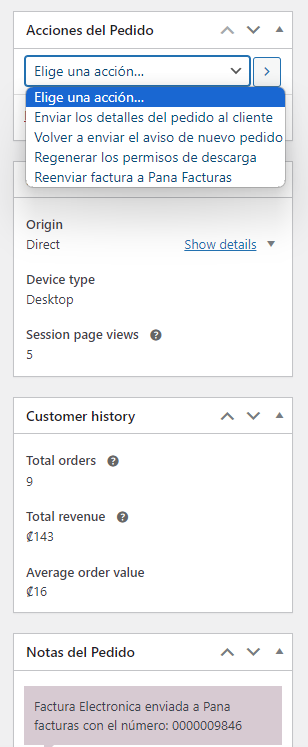 Acciones del Pedido
Elige una acción...
Elige una acción...
Enviar los detalles del pedido al cliente
Volver a enviar el aviso de nuevo pedido
Regenerar los permisos de descarga
Reenviar factura a Pana Facturas
Origin
Direct
Show details
Device type
Desktop
Session page views
5
Customer history
Total orders
9
Total revenue
₡143
Average order value
₡16
Notas del Pedido
Factura Electronica enviada a Pana
facturas con el número: 0000009846